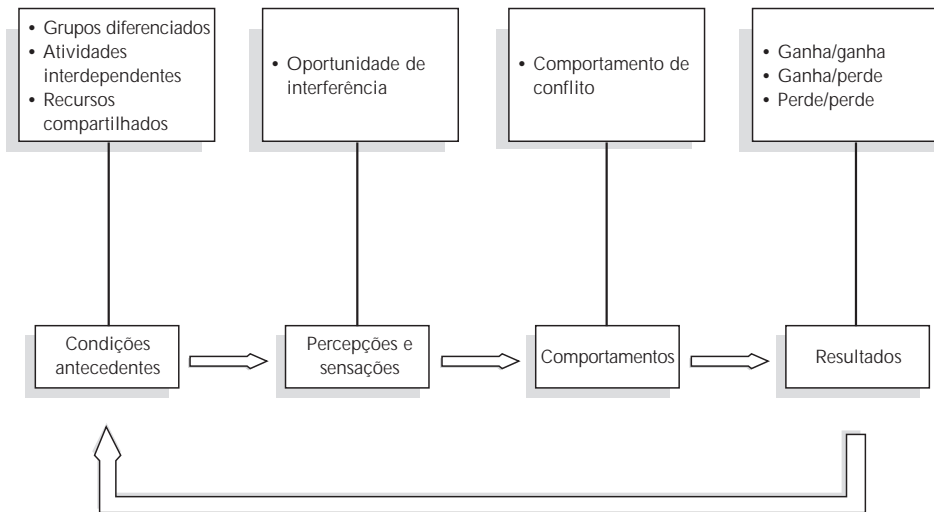 • Grupos diferenciados
• Atividades
interdependentes
• Recursos
compartilhados
• Oportunidade de
interferência
• Comportamento de
conflito
• Ganha/ganha
• Ganha/perde
• Perde/perde
Condições
antecedentes
Percepções e
sensações
Comportamentos
Resultados